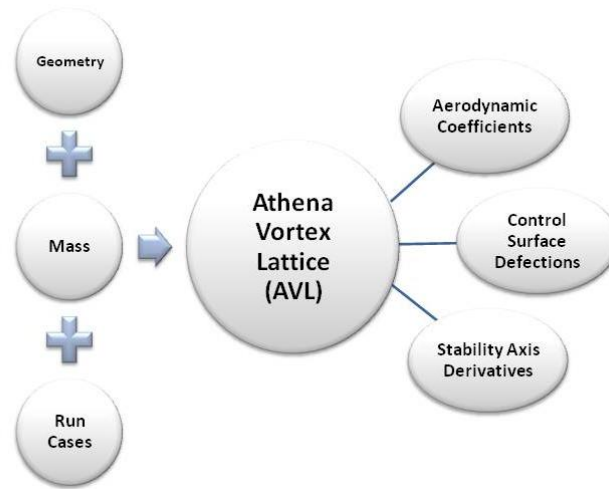 Geometry
Mass
Run
Cases
Athena
Vortex
Lattice
(AVL)
Aerodynamic
Coefficients
Control
Surface
Defections
Stability Axis
Derivatives